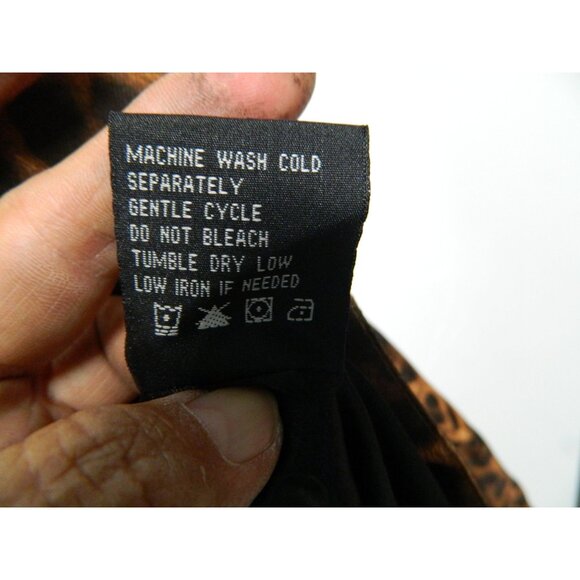 MACHINE WASH COLD
SEPARATELY
GENTLE CYCLE
DO NOT BLEACH
TUMBLE DRY LOW
LOW IRON IF NEEDED